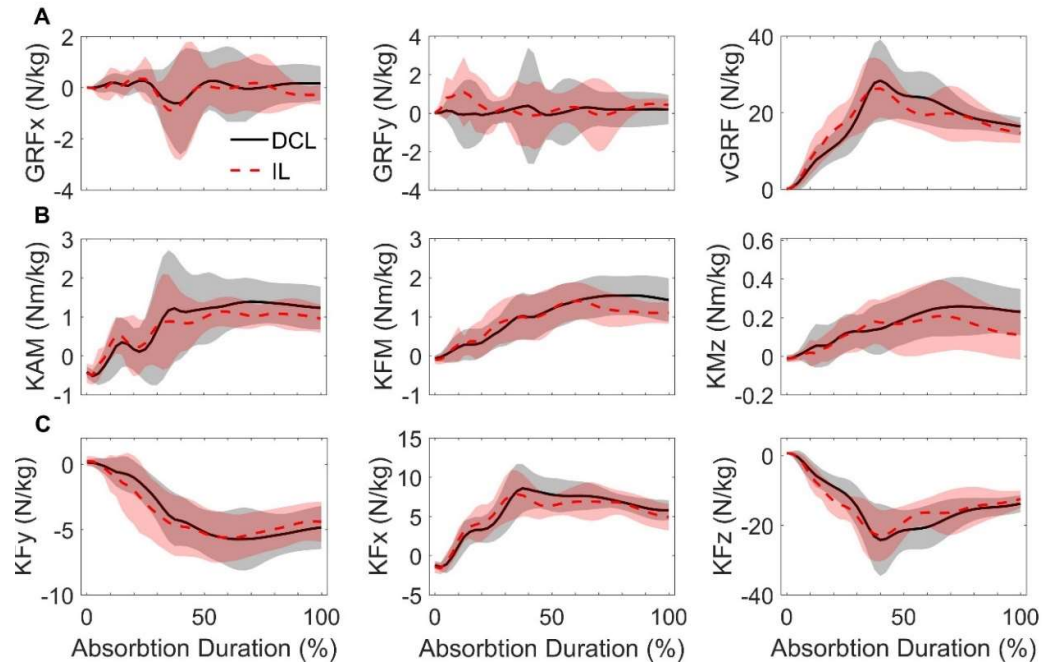 A
GRFx (N/kg)
2
0
-2
-4
DCL
IL
GRFy (N/kg)
4
2
0
-2
-4
vGRF (N/kg)
40
20
0
B
KAM (Nm/kg)
3
2
1
0
-1
KFM (Nm/kg)
3
2
1
0
-1
KMz (Nm/kg)
0.6
0.4
0.2
0
-0.2
C
KFy (N/kg)
0
-5
-10
0 50 100
Absorbtion Duration (%)
KFx (N/kg)
15
10
5
0
-5
0 50 100
Absorbtion Duration (%)
KFz (N/kg)
0
-20
-40
0 50 100
Absorbtion Duration (%)